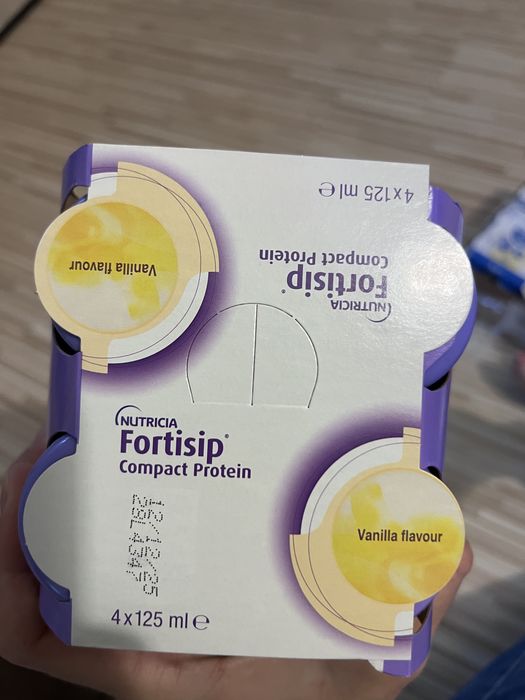 4 x 125 ml e
NUTRICIA
Fortisip®
Compact Protein
Vanilla flavour
NUTRICIA
Fortisip®
Compact Protein
Vanilla flavour
4 x 125 ml e